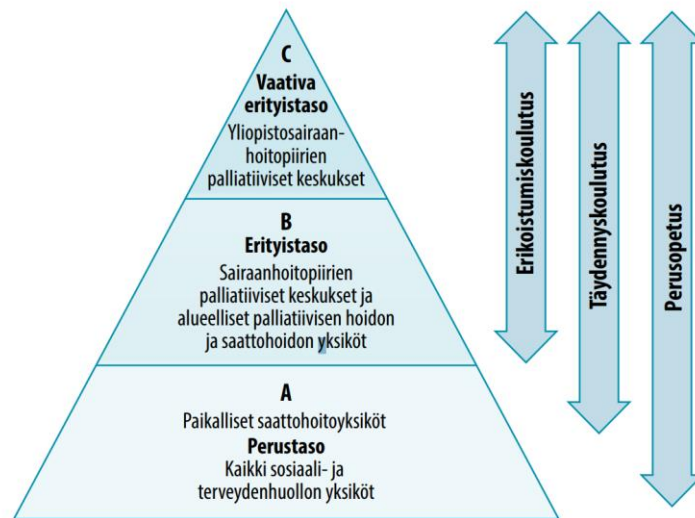 C
Vaativa
erityistaso
Yliopistosairaan-
hoitopiirien
palliatiiviset keskukset
B
Erityistaso
Sairaanhoitopiirien
palliatiiviset keskukset ja
alueelliset palliatiivisen hoidon
ja saattohoidon yksiköt
A
Paikalliset saattohoitoyksiköt
Perustaso
Kaikki sosiaali- ja
terveydenhuollon yksiköt
Erikoistumiskoulutus
Täydennyskoulutus
Perusopetus